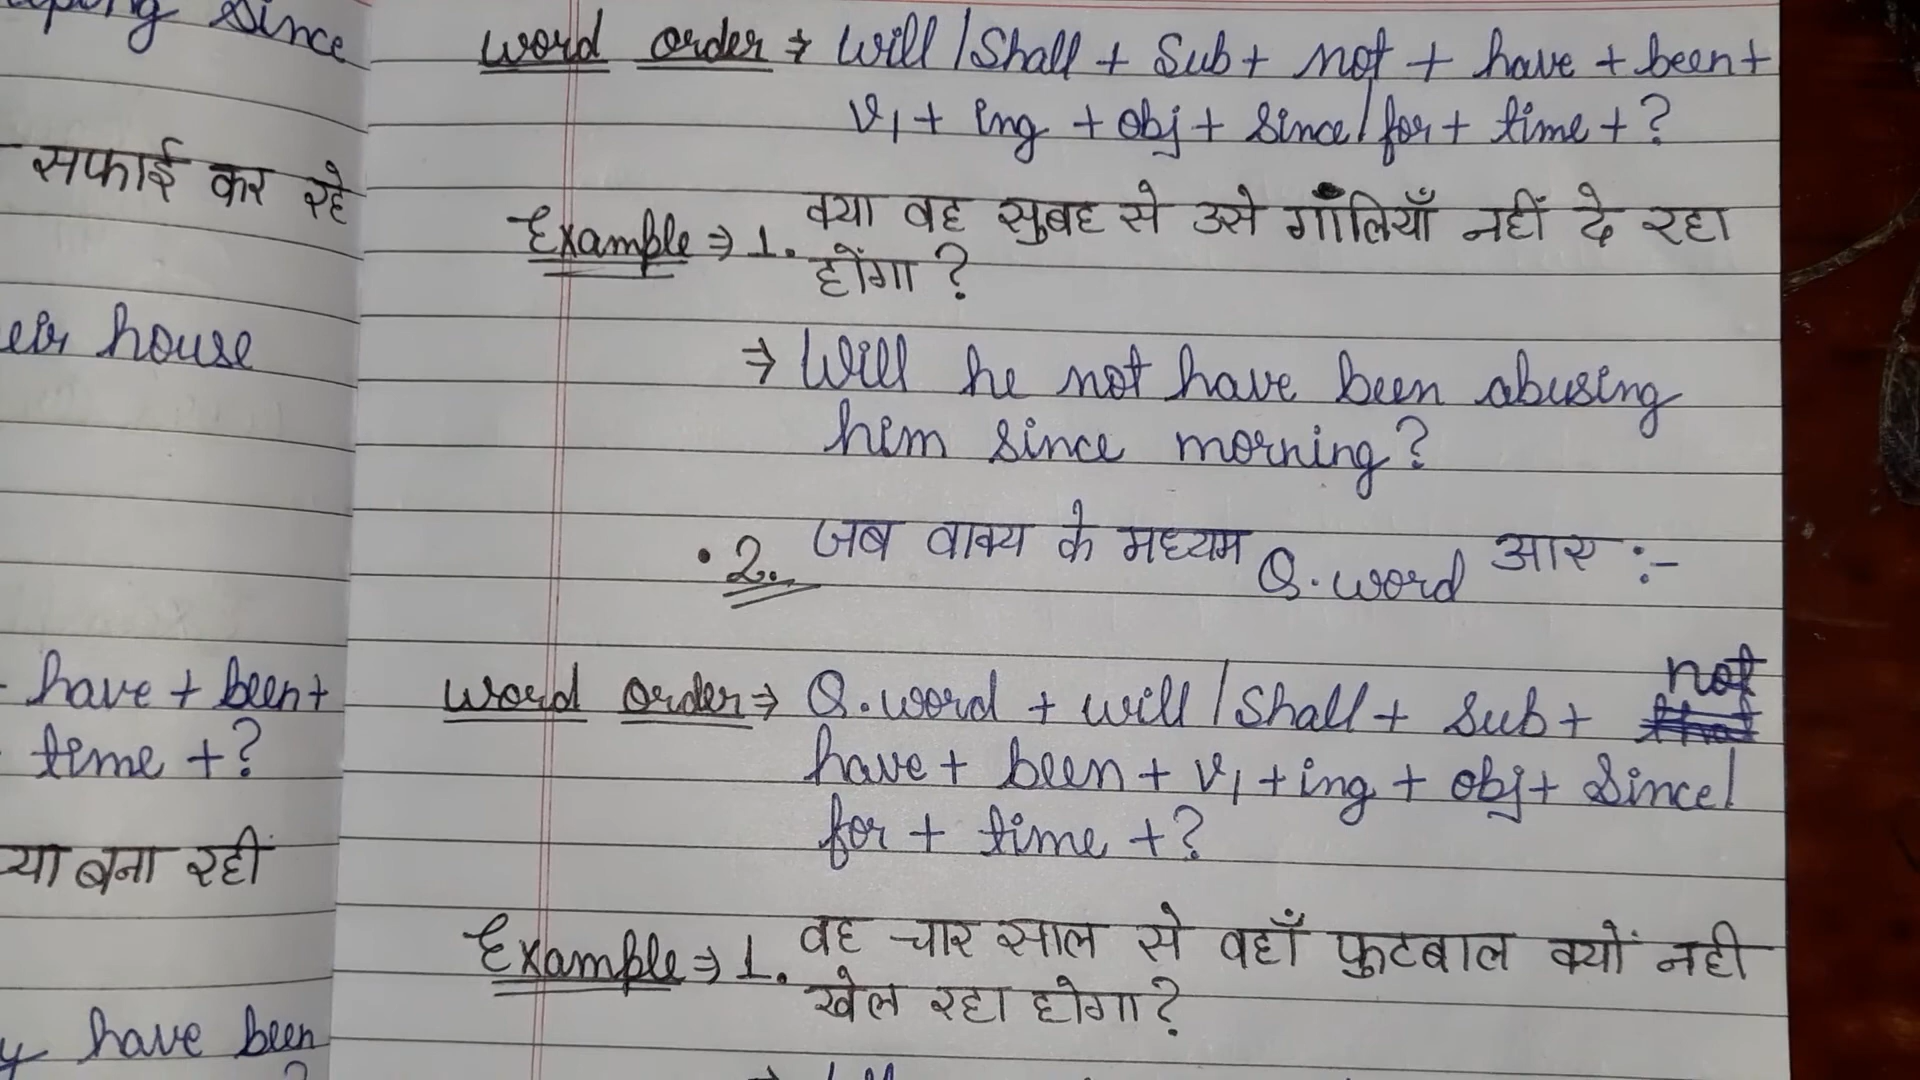 since
सफाई कर रहे
house
have + been +
time + ?
या बना रही
have been
Word order ⇒ Will / Shall + Sub + not + have + been +
V₁ + ing + obj + since / for + time + ?
Example ⇒ 1. क्या वह सुबह से उसे गाँलियाँ नहीं दे रहा
होंगा ?
⇒ Will he not have been abusing
him since morning ?
• 2. जब वाक्य के मध्यम Q. word आए :-
Word order ⇒ Q. word + will / Shall + sub + not
have + been + V₁ + ing + obj + Since /
for + time + ?
Example ⇒ 1. वह चार साल से वहाँ फुटबाल क्यों नही
खेल रहा होगा ?